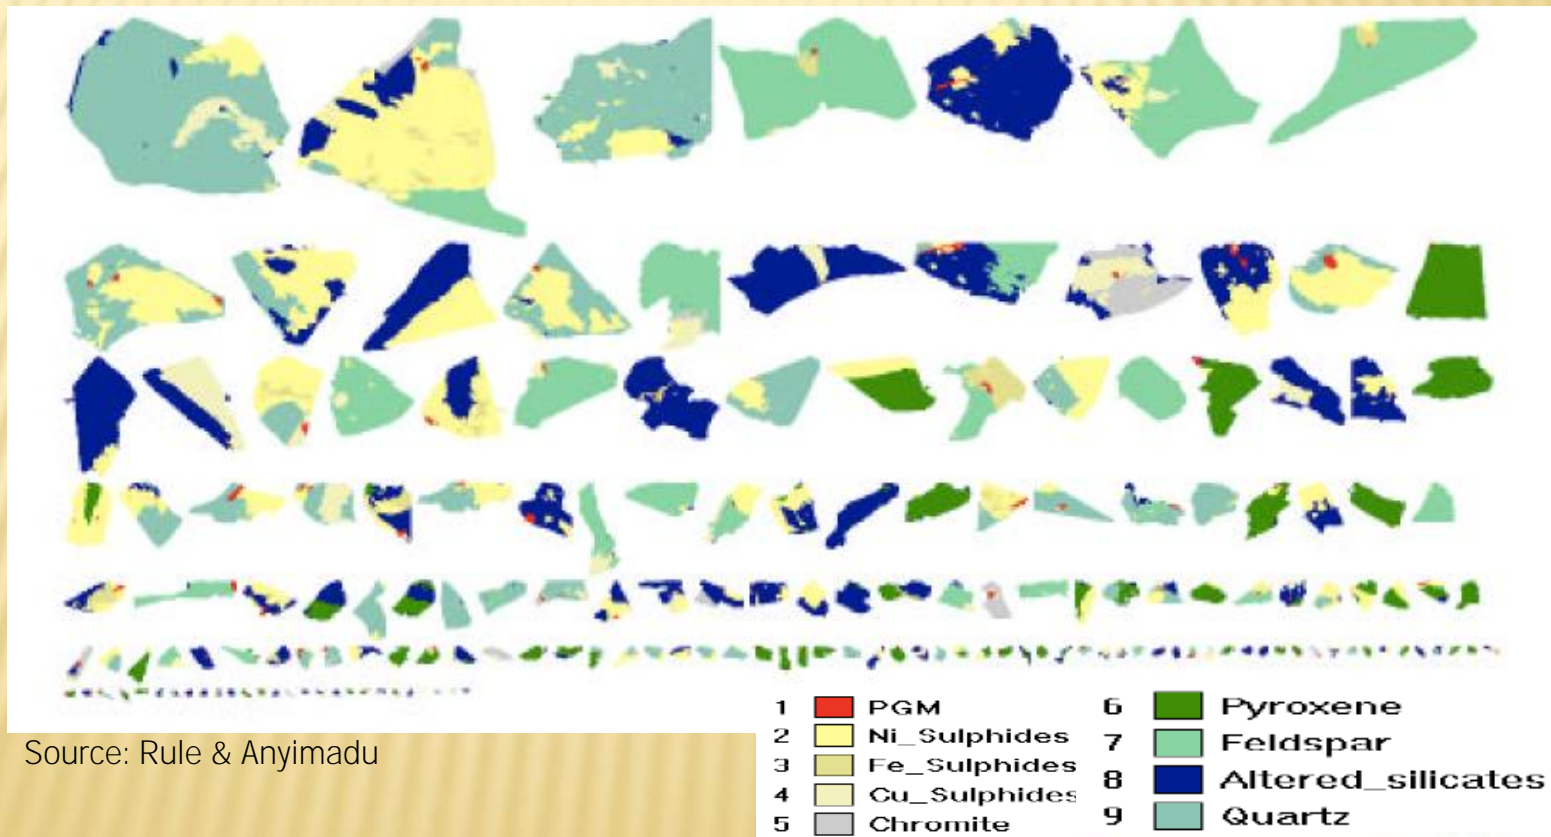 Source: Rule & Anyimadu
1 PGM
2 Ni_Sulphides
3 Fe_Sulphides
4 Cu_Sulphides
5 Chromite
6 Pyroxene
7 Feldspar
8 Altered_silicates
9 Quartz